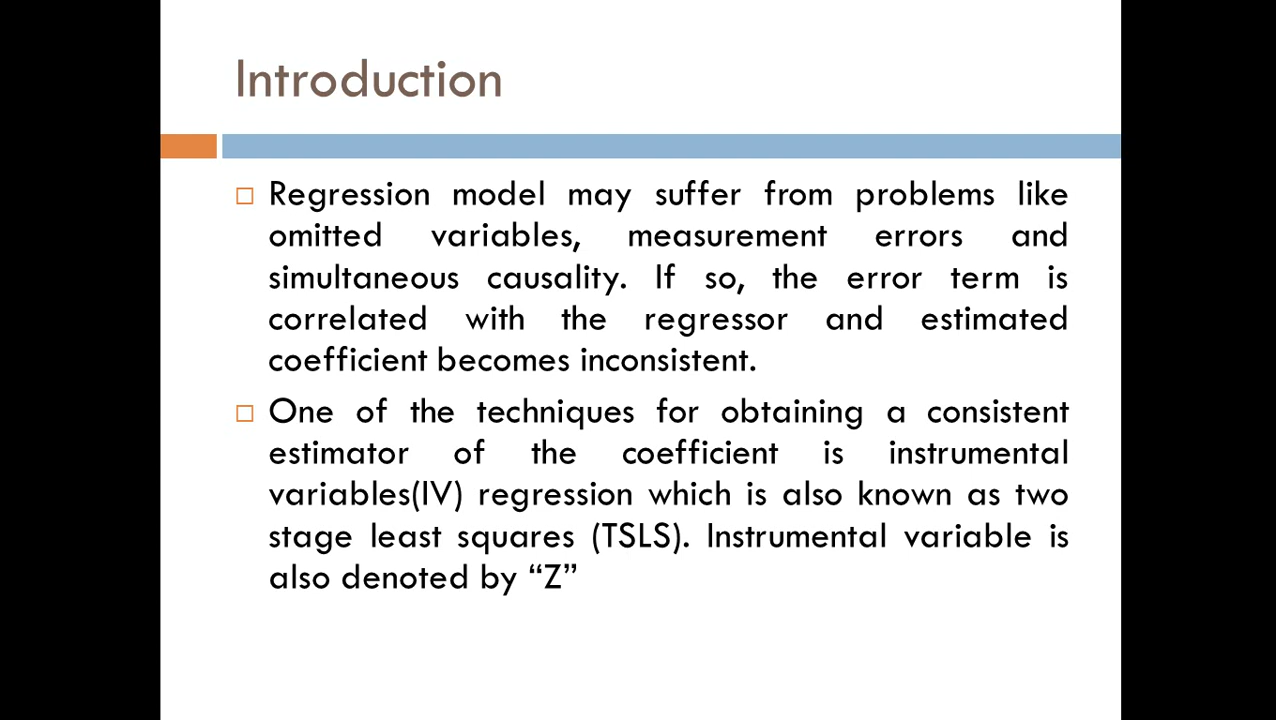 Introduction
Regression model may suffer from problems like
omitted variables, measurement errors and
simultaneous causality. If so, the error term is
correlated with the regressor and estimated
coefficient becomes inconsistent.
One of the techniques for obtaining a consistent
estimator of the coefficient is instrumental
variables(IV) regression which is also known as two
stage least squares (TSLS). Instrumental variable is
also denoted by “Z”